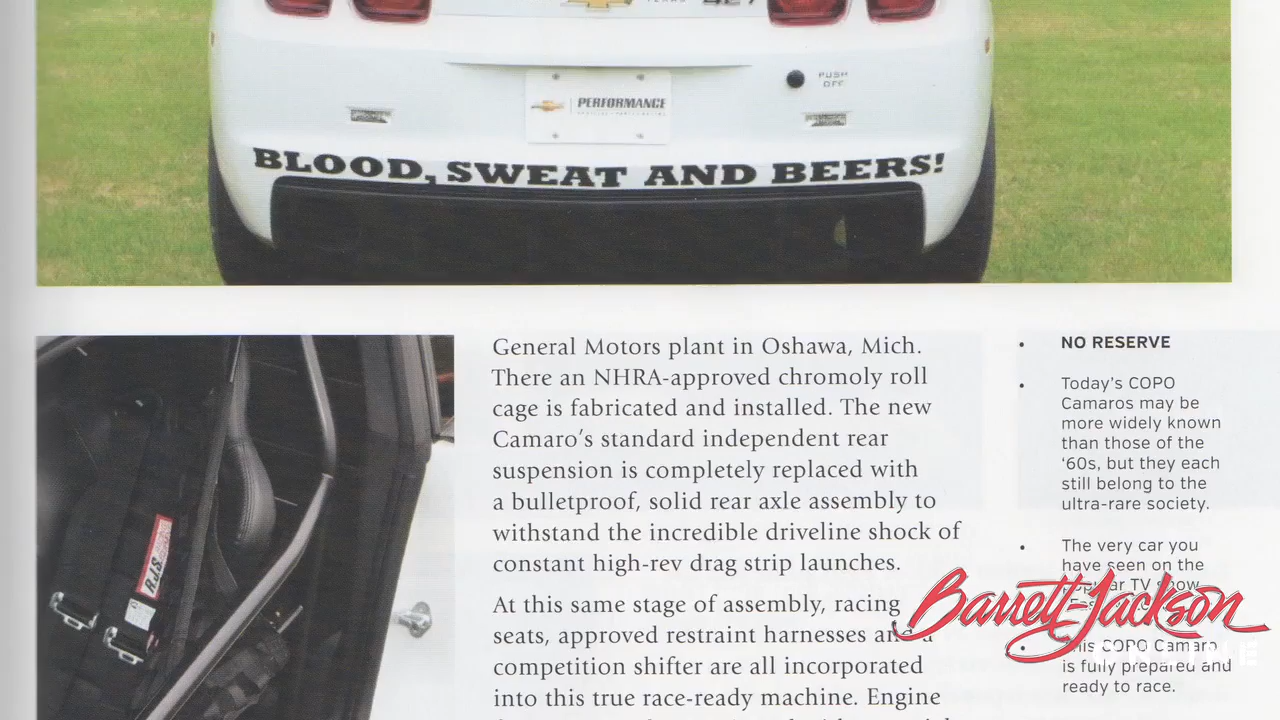 427
PUSH
OFF
PERFORMANCE
BLOOD, SWEAT AND BEERS!
R.J.S.
General Motors plant in Oshawa, Mich.
There an NHRA-approved chromoly roll
cage is fabricated and installed. The new
Camaro's standard independent rear
suspension is completely replaced with
a bulletproof, solid rear axle assembly to
withstand the incredible driveline shock of
constant high-rev drag strip launches.
At this same stage of assembly, racing
seats, approved restraint harnesses and a
competition shifter are all incorporated
into this true race-ready machine. Engine
• NO RESERVE
• Today's COPO
Camaros may be
more widely known
than those of the
'60s, but they each
still belong to the
ultra-rare society.
• The very car you
have seen on the
popular TV show
• This COPO Camaro
is fully prepared and
ready to race.
Barrett-Jackson